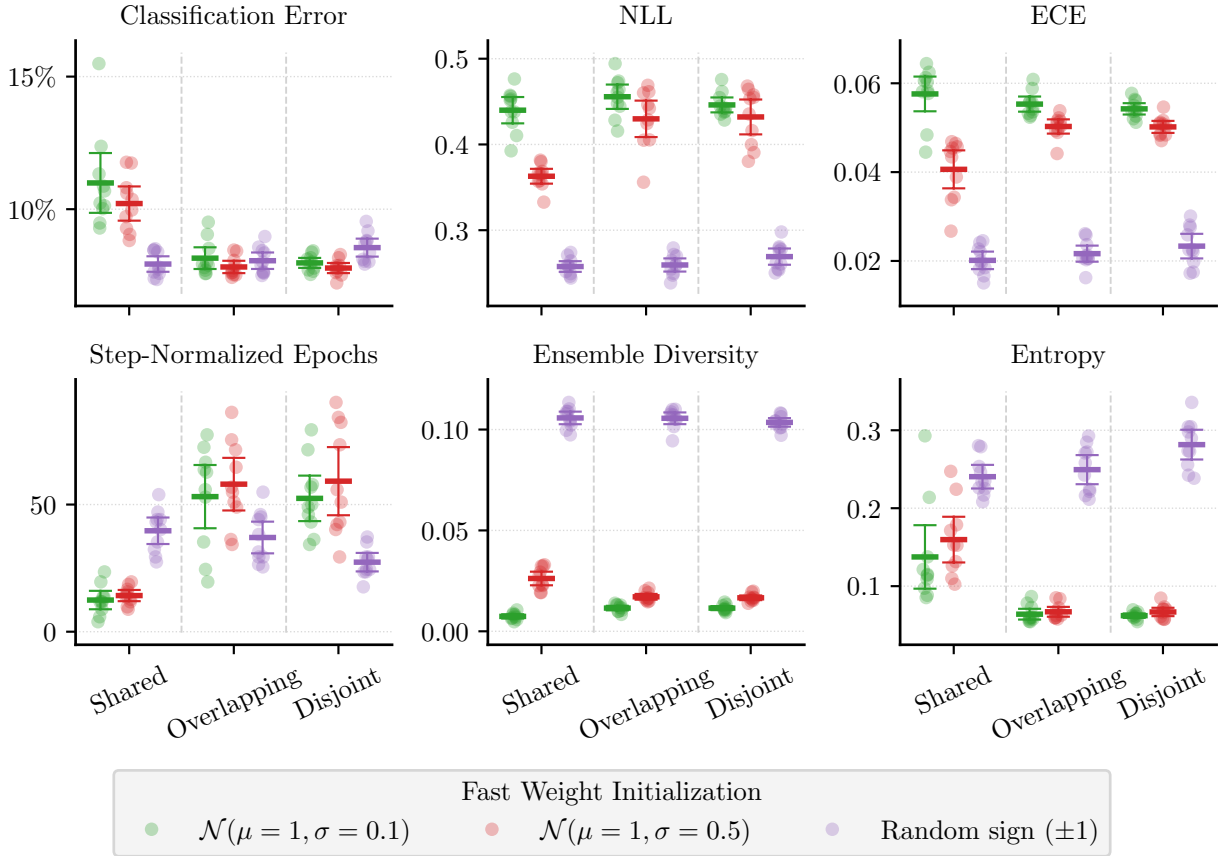 Classification Error
NLL
ECE
15%
10%
0.5
0.4
0.3
0.06
0.04
0.02
Step-Normalized Epochs
Ensemble Diversity
Entropy
50
0
0.10
0.05
0.00
0.3
0.2
0.1
Shared
Overlapping
Disjoint
Shared
Overlapping
Disjoint
Shared
Overlapping
Disjoint
Fast Weight Initialization
𝒩(μ = 1, σ = 0.1)
𝒩(μ = 1, σ = 0.5)
Random sign (±1)